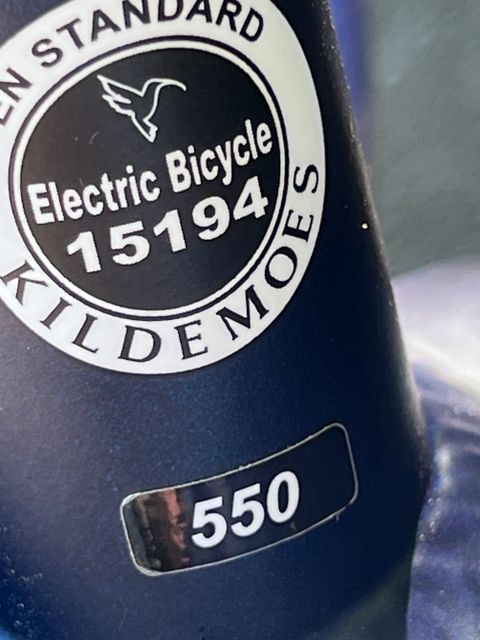 EN STANDARD
Electric Bicycle
15194
KILDEMOES
550